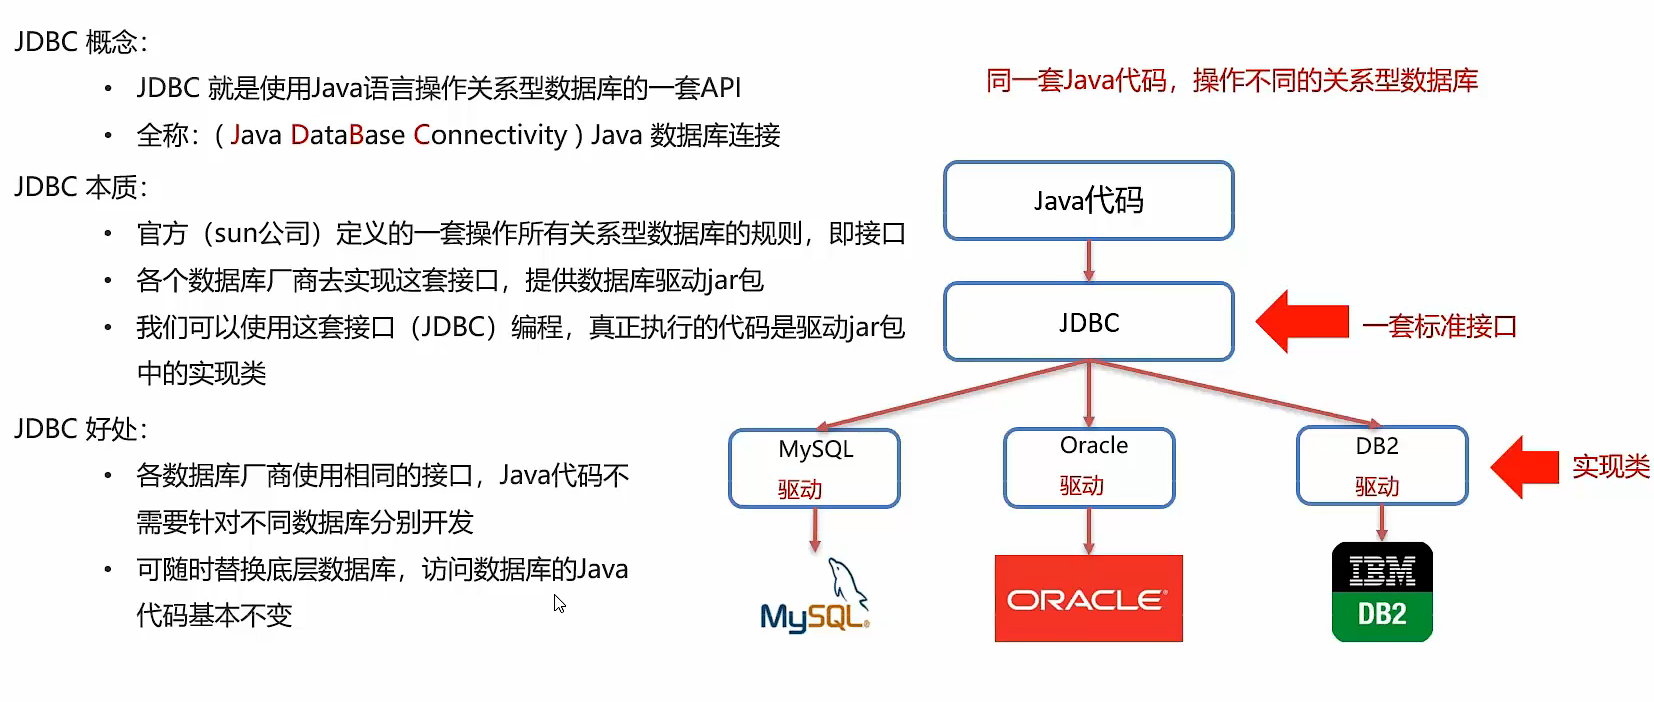 JDBC 概念：
• JDBC 就是使用Java语言操作关系型数据库的一套API
• 全称：( Java DataBase Connectivity ) Java 数据库连接
JDBC 本质：
• 官方（sun公司）定义的一套操作所有关系型数据库的规则，即接口
• 各个数据库厂商去实现这套接口，提供数据库驱动jar包
• 我们可以使用这套接口（JDBC）编程，真正执行的代码是驱动jar包
中的实现类
JDBC 好处：
• 各数据库厂商使用相同的接口，Java代码不
需要针对不同数据库分别开发
• 可随时替换底层数据库，访问数据库的Java
代码基本不变
同一套Java代码，操作不同的关系型数据库
Java代码
JDBC
一套标准接口
MySQL
驱动
Oracle
驱动
DB2
驱动
实现类
MySQL®
ORACLE®
IBM
DB2